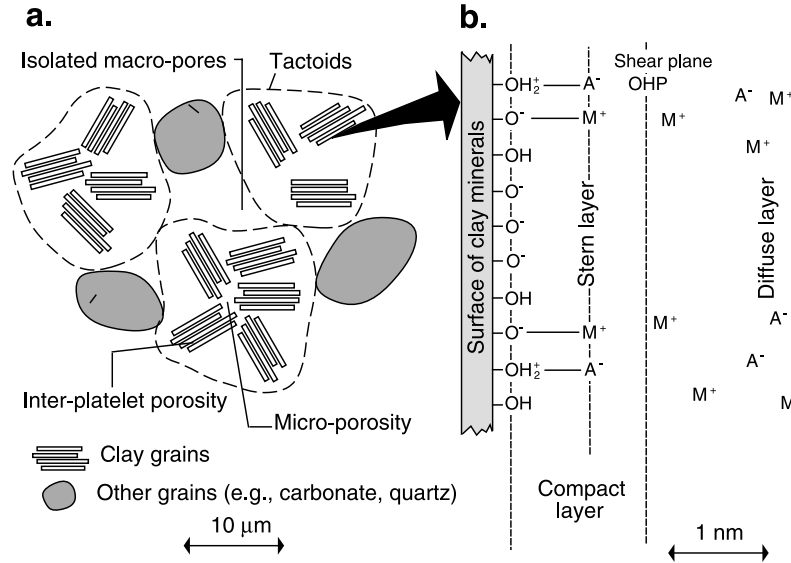 a.
Isolated macro-pores
Tactoids
Inter-platelet porosity
Micro-porosity
Clay grains
Other grains (e.g., carbonate, quartz)
10 μm
b.
Shear plane
OHP
Surface of clay minerals
Stern layer
Diffuse layer
OH₂⁺ A⁻
A⁻ M⁺
O⁻ M⁺ M⁺
OH M⁺
O⁻
O⁻
O⁻
OH
O⁻ M⁺ M⁺ A⁻
OH₂⁺ A⁻ A⁻
OH M⁺ M
Compact
layer
1 nm